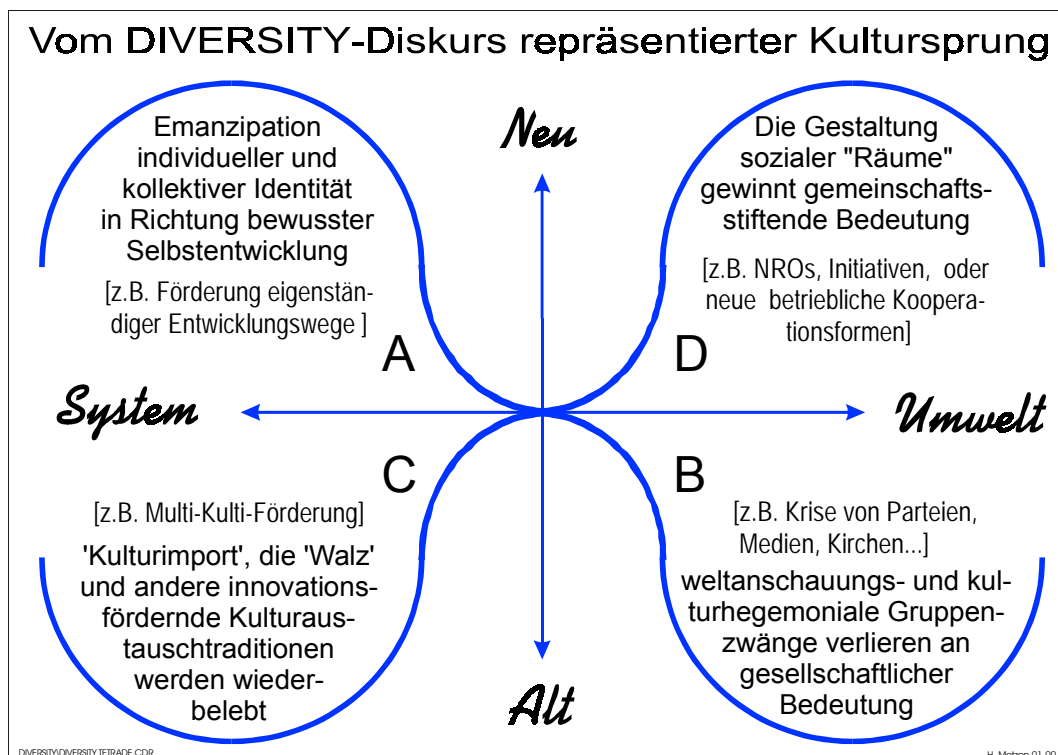 Vom DIVERSITY-Diskurs repräsentierter Kultursprung
Emanzipation
individueller und
kollektiver Identität
in Richtung bewusster
Selbstentwicklung
[z.B. Förderung eigenstän-
diger Entwicklungswege ]
A
Neu
Die Gestaltung
sozialer "Räume"
gewinnt gemeinschafts-
stiftende Bedeutung
[z.B. NROs, Initiativen, oder
neue betriebliche Koopera-
tionsformen]
D
System
Umwelt
C
[z.B. Multi-Kulti-Förderung]
'Kulturimport', die 'Walz'
und andere innovations-
fördernde Kulturaus-
tauschtraditionen
werden wieder-
belebt
B
[z.B. Krise von Parteien,
Medien, Kirchen...]
weltanschauungs- und kul-
turhegemoniale Gruppen-
zwänge verlieren an
gesellschaftlicher
Bedeutung
Alt
DIVERSITY\DIVERSITY TETRADE.CDR
H. Metzen 01.00